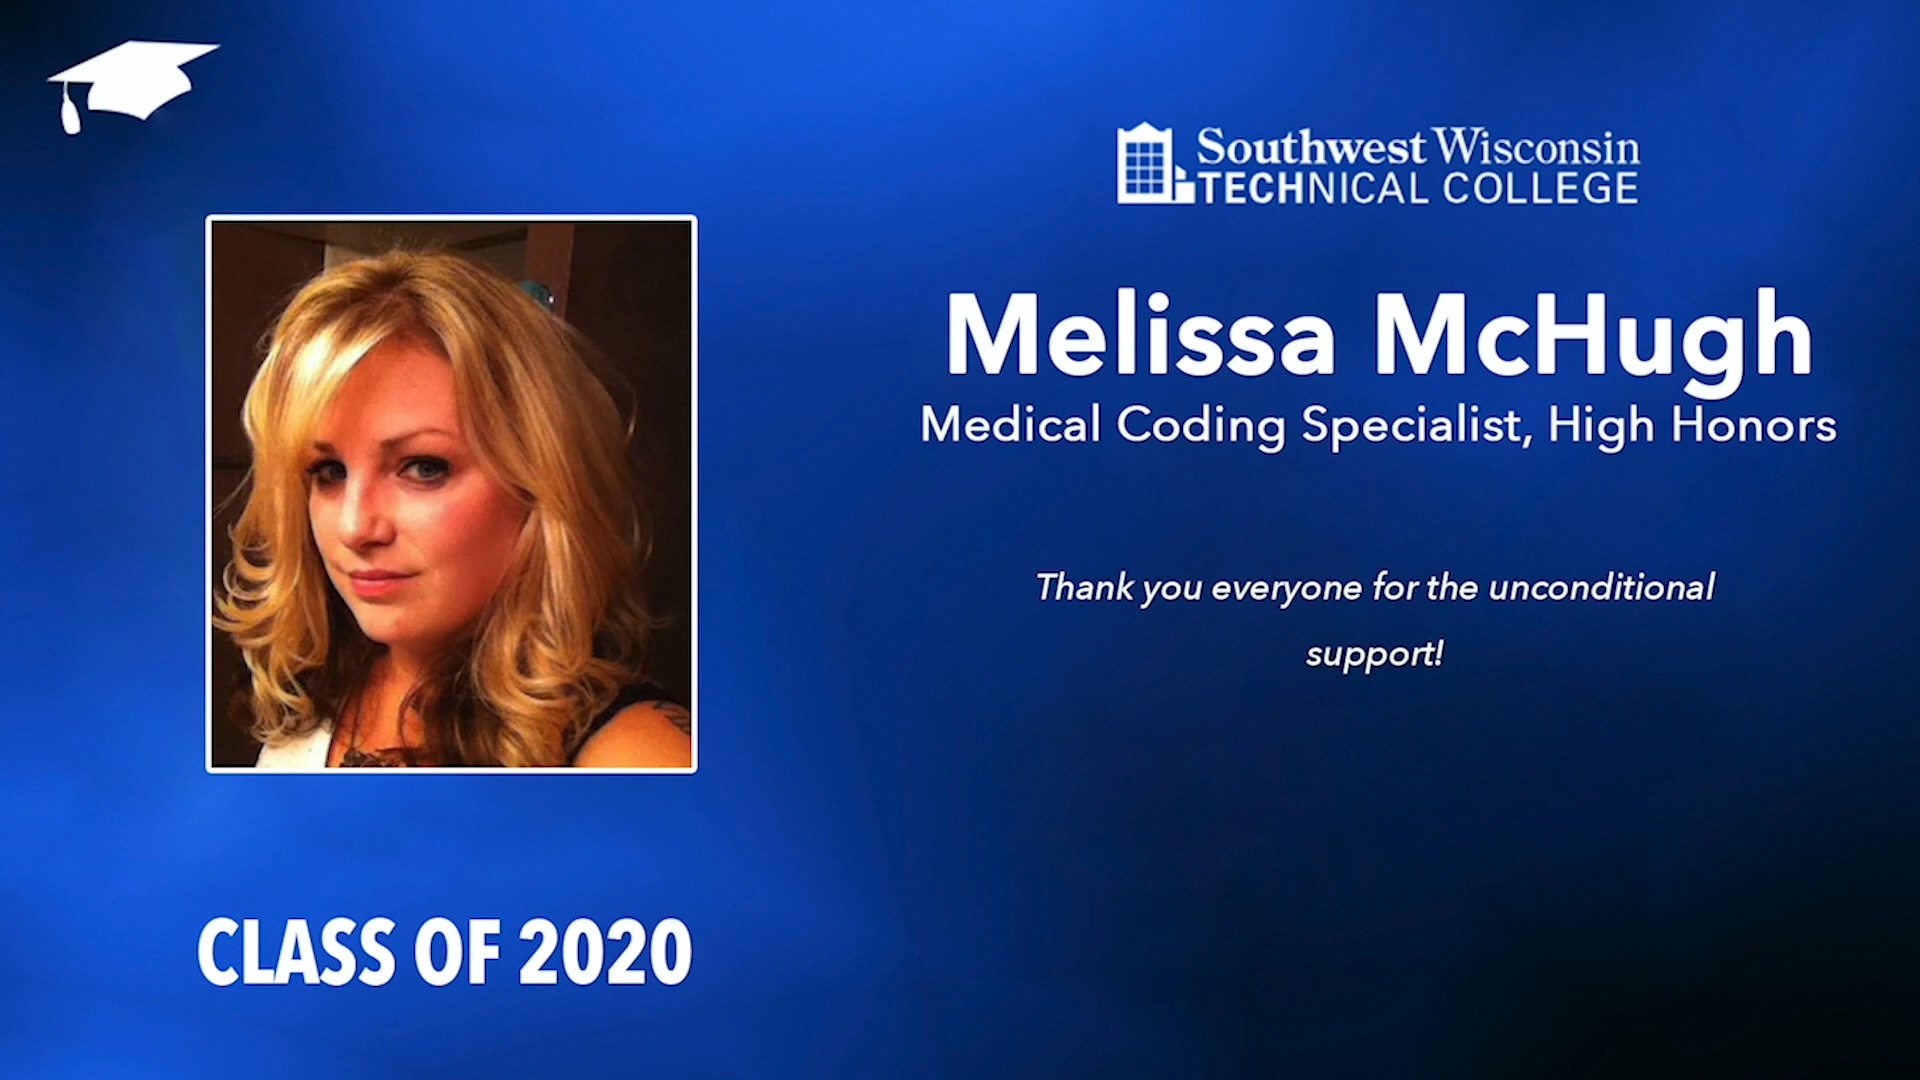 Southwest Wisconsin
TECHNICAL COLLEGE
Melissa McHugh
Medical Coding Specialist, High Honors
Thank you everyone for the unconditional
support!
CLASS OF 2020